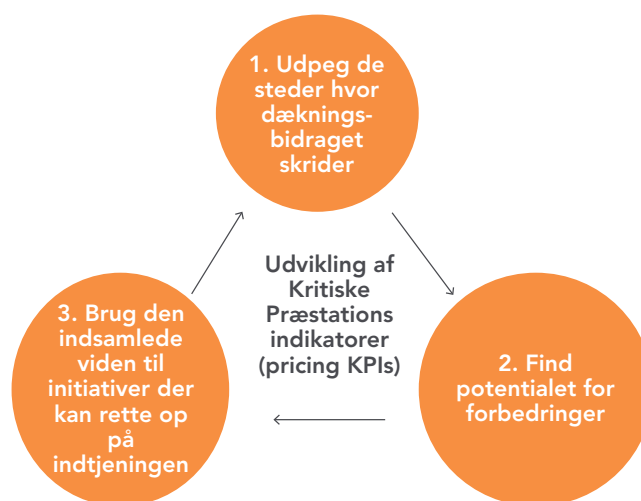 1. Udpeg de
steder hvor
dæknings-
bidraget
skrider
Udvikling af
Kritiske
Præstations
indikatorer
(pricing KPIs)
2. Find
potentialet for
forbedringer
3. Brug den
indsamlede
viden til
initiativer der
kan rette op
på
indtjeningen